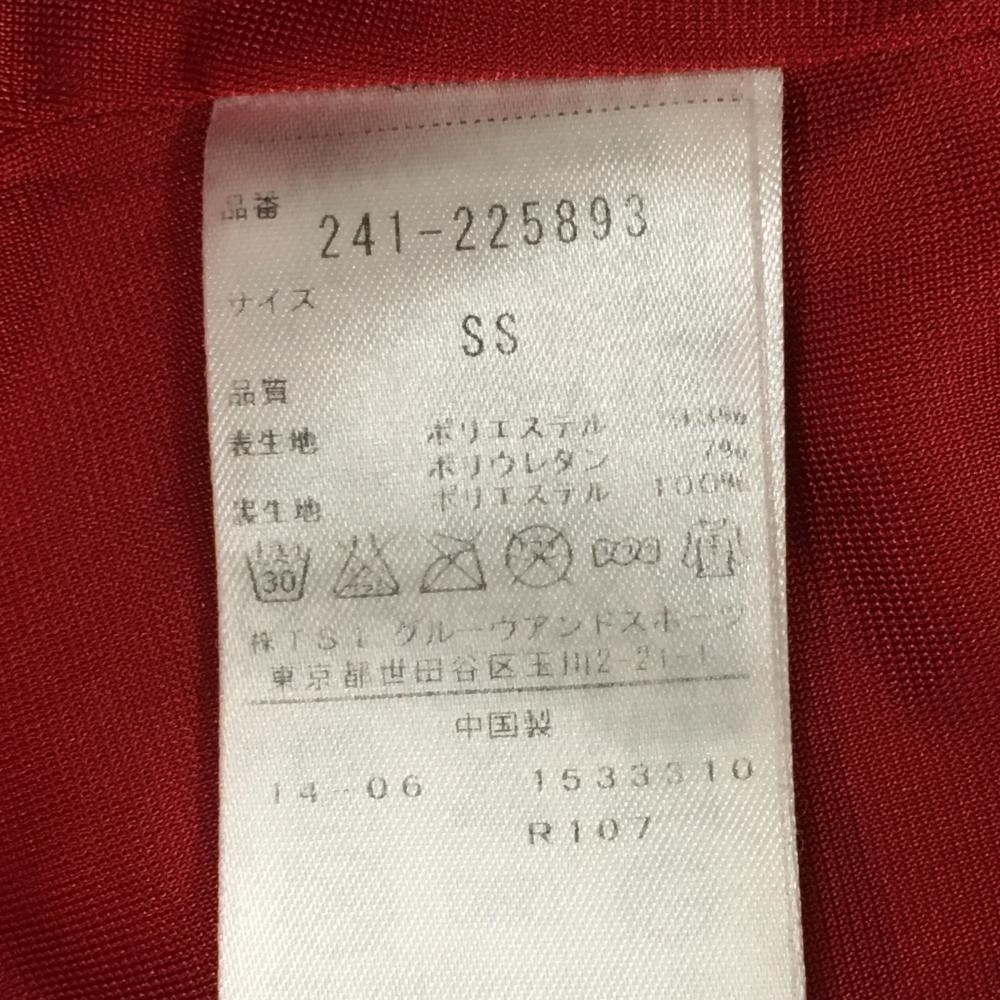 品番
241-225893
サイズ
SS
品質
表生地 ポリエステル 93%
ポリウレタン 7%
裏生地 ポリエステル 100%
30
株TSI グルーヴアンドスポーツ
東京都世田谷区玉川2-21-1
中国製
14-06 1533310
R107